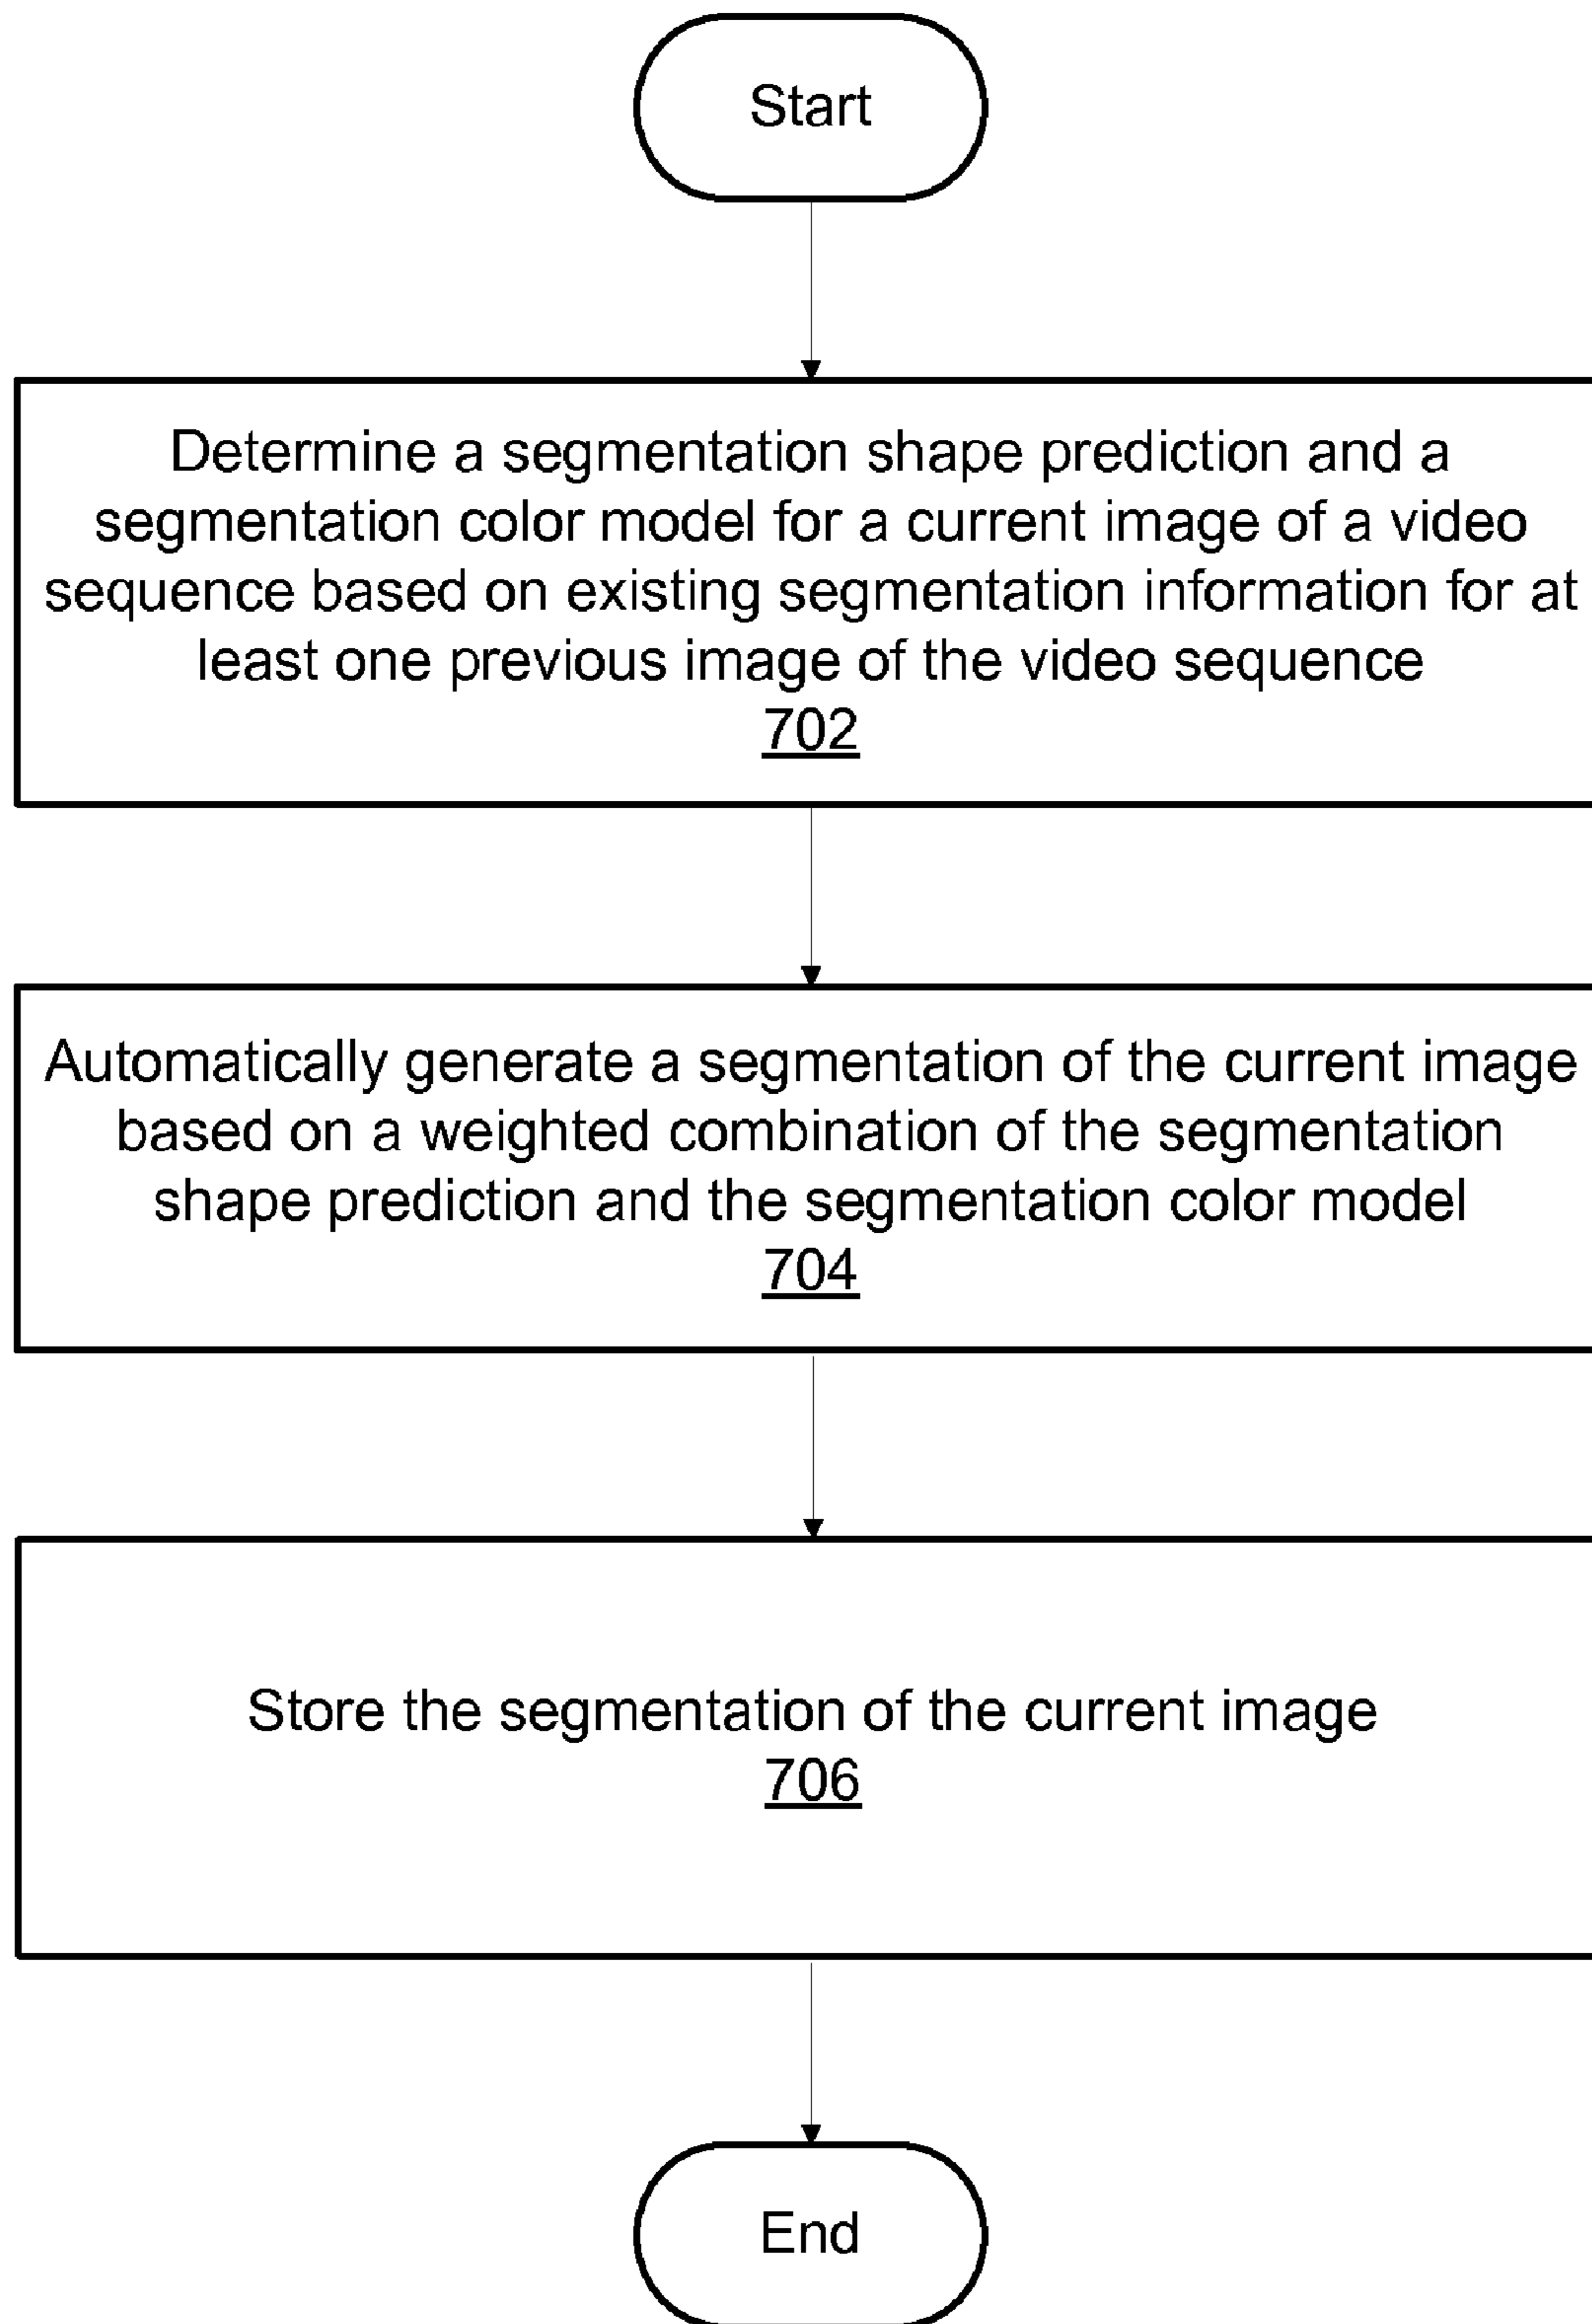 Start
Determine a segmentation shape prediction and a
segmentation color model for a current image of a video
sequence based on existing segmentation information for at
least one previous image of the video sequence
702
Automatically generate a segmentation of the current image
based on a weighted combination of the segmentation
shape prediction and the segmentation color model
704
Store the segmentation of the current image
706
End